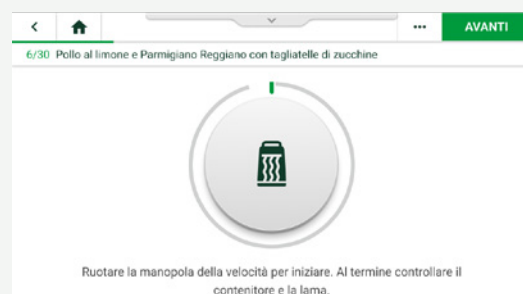 AVANTI
6/30 Pollo al limone e Parmigiano Reggiano con tagliatelle di zucchine
Ruotare la manopola della velocità per iniziare. Al termine controllare il
contenitore e la lama.